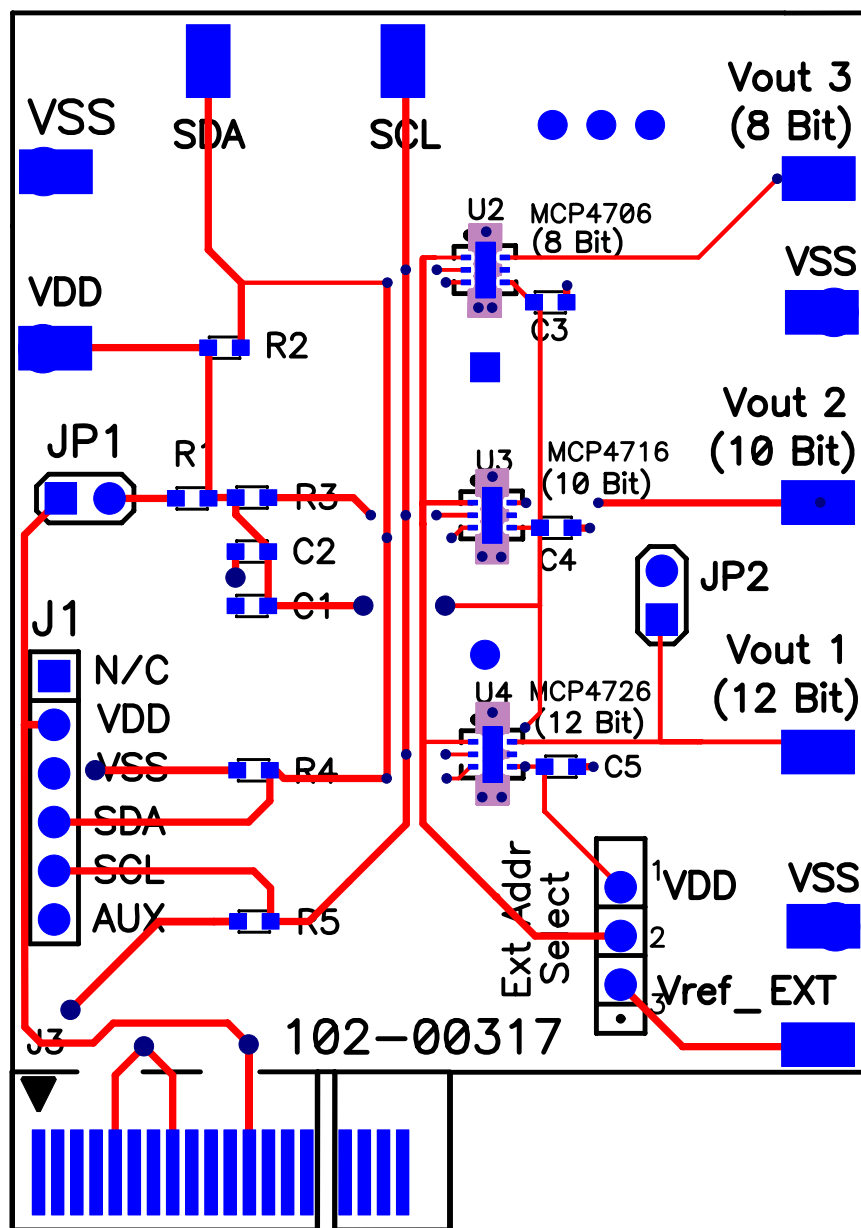 Vout 3
(8 Bit)
VSS
SDA
SCL
U2
MCP4706
(8 Bit)
VSS
VDD
C3
R2
Vout 2
(10 Bit)
JP1
R1
U3
MCP4716
(10 Bit)
R3
C2
C4
JP2
C1
J1
N/C
VDD
VSS
SDA
SCL
AUX
Vout 1
(12 Bit)
U4
MCP4726
(12 Bit)
R4
C5
R5
Ext Addr
Select
1
VDD
2
3
VSS
Vref_EXT
J3
102-00317